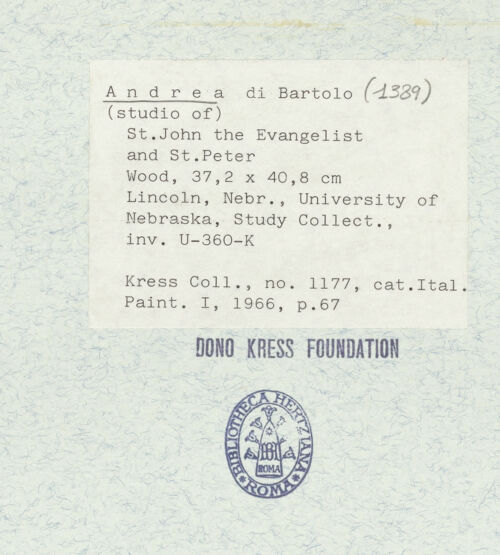 Andrea di Bartolo (1389)
(studio of)
St.John the Evangelist
and St.Peter
Wood, 37,2 x 40,8 cm
Lincoln, Nebr., University of
Nebraska, Study Collect.,
inv. U-360-K
Kress Coll., no. 1177, cat.Ital.
Paint. I, 1966, p.67
DONO KRESS FOUNDATION
BIBLIOTHECA HERTZIANA
ROMA
ROMA